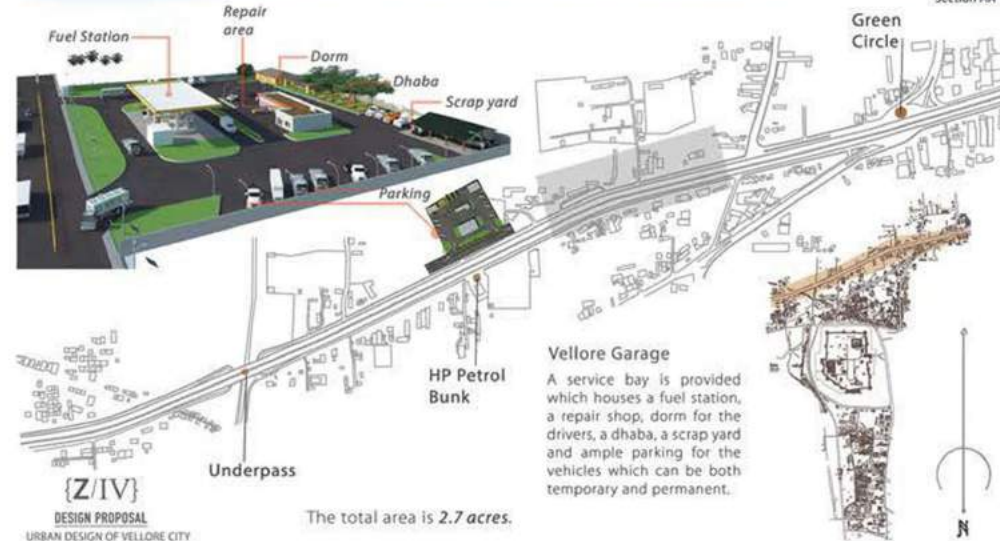 Section AA'
Repair
area
Fuel Station
Dorm
Dhaba
Scrap yard
Parking
Green
Circle
HP Petrol
Bunk
Underpass
Vellore Garage
A service bay is provided
which houses a fuel station,
a repair shop, dorm for the
drivers, a dhaba, a scrap yard
and ample parking for the
vehicles which can be both
temporary and permanent.
{Z/IV}
DESIGN PROPOSAL
URBAN DESIGN OF VELLORE CITY
The total area is 2.7 acres.
N